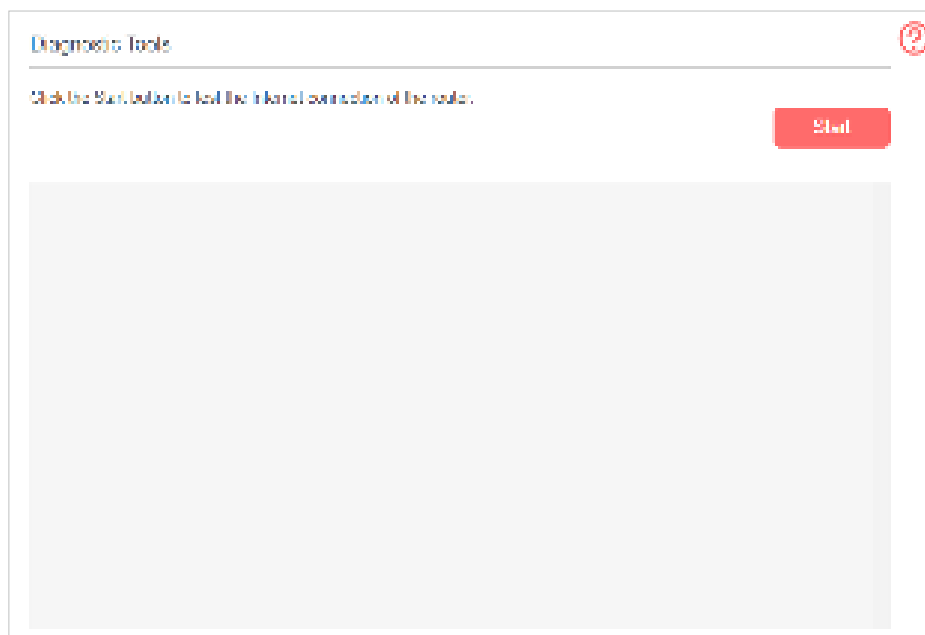 Diagnostic Tools
Click the Start button to test the Internet connection of the router.
Start